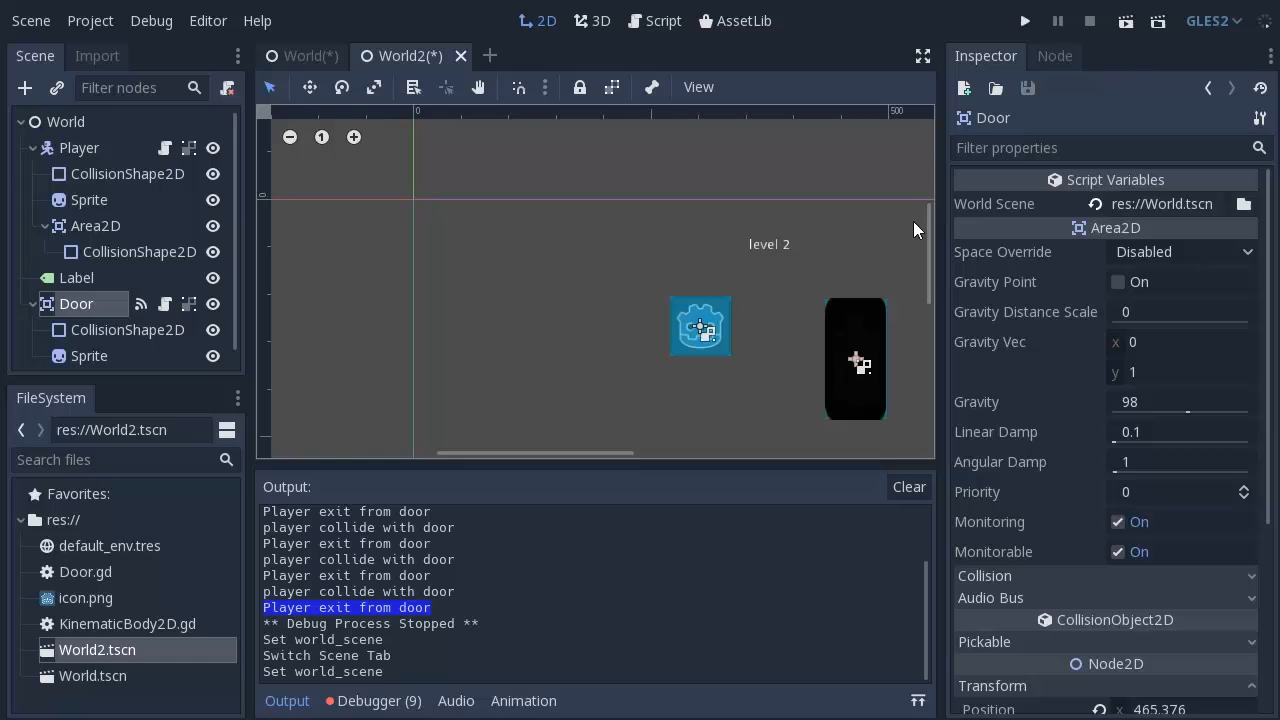 Scene Project Debug Editor Help
2D 3D Script AssetLib
GLES2
Scene Import
World(*) World2(*)
Inspector Node
Filter nodes
View
Door
Filter properties
World
Player
CollisionShape2D
Sprite
Area2D
CollisionShape2D
Label
Door
CollisionShape2D
Sprite
0 500
0
1
level 2
Script Variables
World Scene res://World.tscn
Area2D
Space Override Disabled
Gravity Point On
Gravity Distance Scale 0
Gravity Vec x 0
y 1
Gravity 98
Linear Damp 0.1
Angular Damp 1
Priority 0
Monitoring On
Monitorable On
Collision
Audio Bus
CollisionObject2D
Pickable
Node2D
Transform
Position x 465.376
FileSystem
res://World2.tscn
Search files
Favorites:
res://
default_env.tres
Door.gd
icon.png
KinematicBody2D.gd
World2.tscn
World.tscn
Output: Clear
Player exit from door
player collide with door
Player exit from door
player collide with door
Player exit from door
player collide with door
Player exit from door
** Debug Process Stopped **
Set world_scene
Switch Scene Tab
Set world_scene
Output Debugger (9) Audio Animation